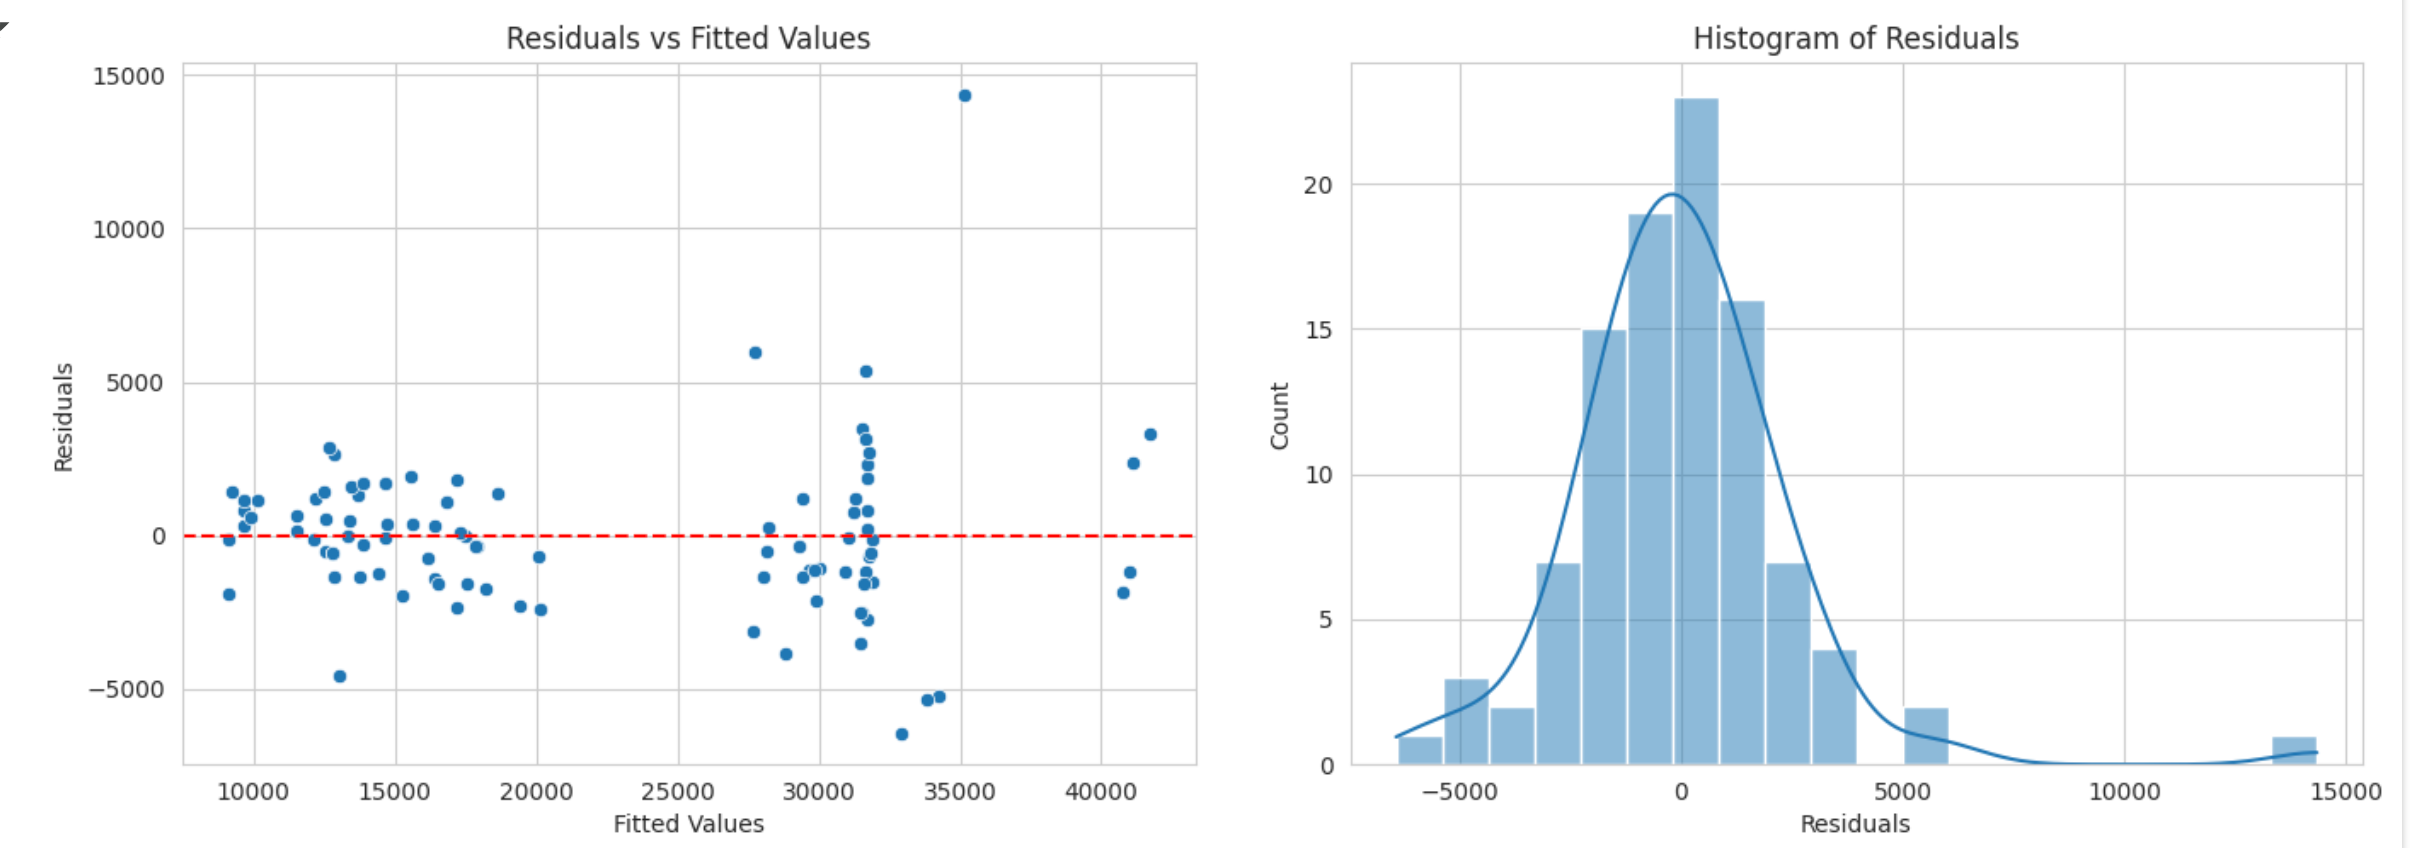 Residuals vs Fitted Values
15000
10000
5000
0
−5000
Residuals
10000 15000 20000 25000 30000 35000 40000
Fitted Values
Histogram of Residuals
20
15
10
5
0
Count
−5000 0 5000 10000 15000
Residuals